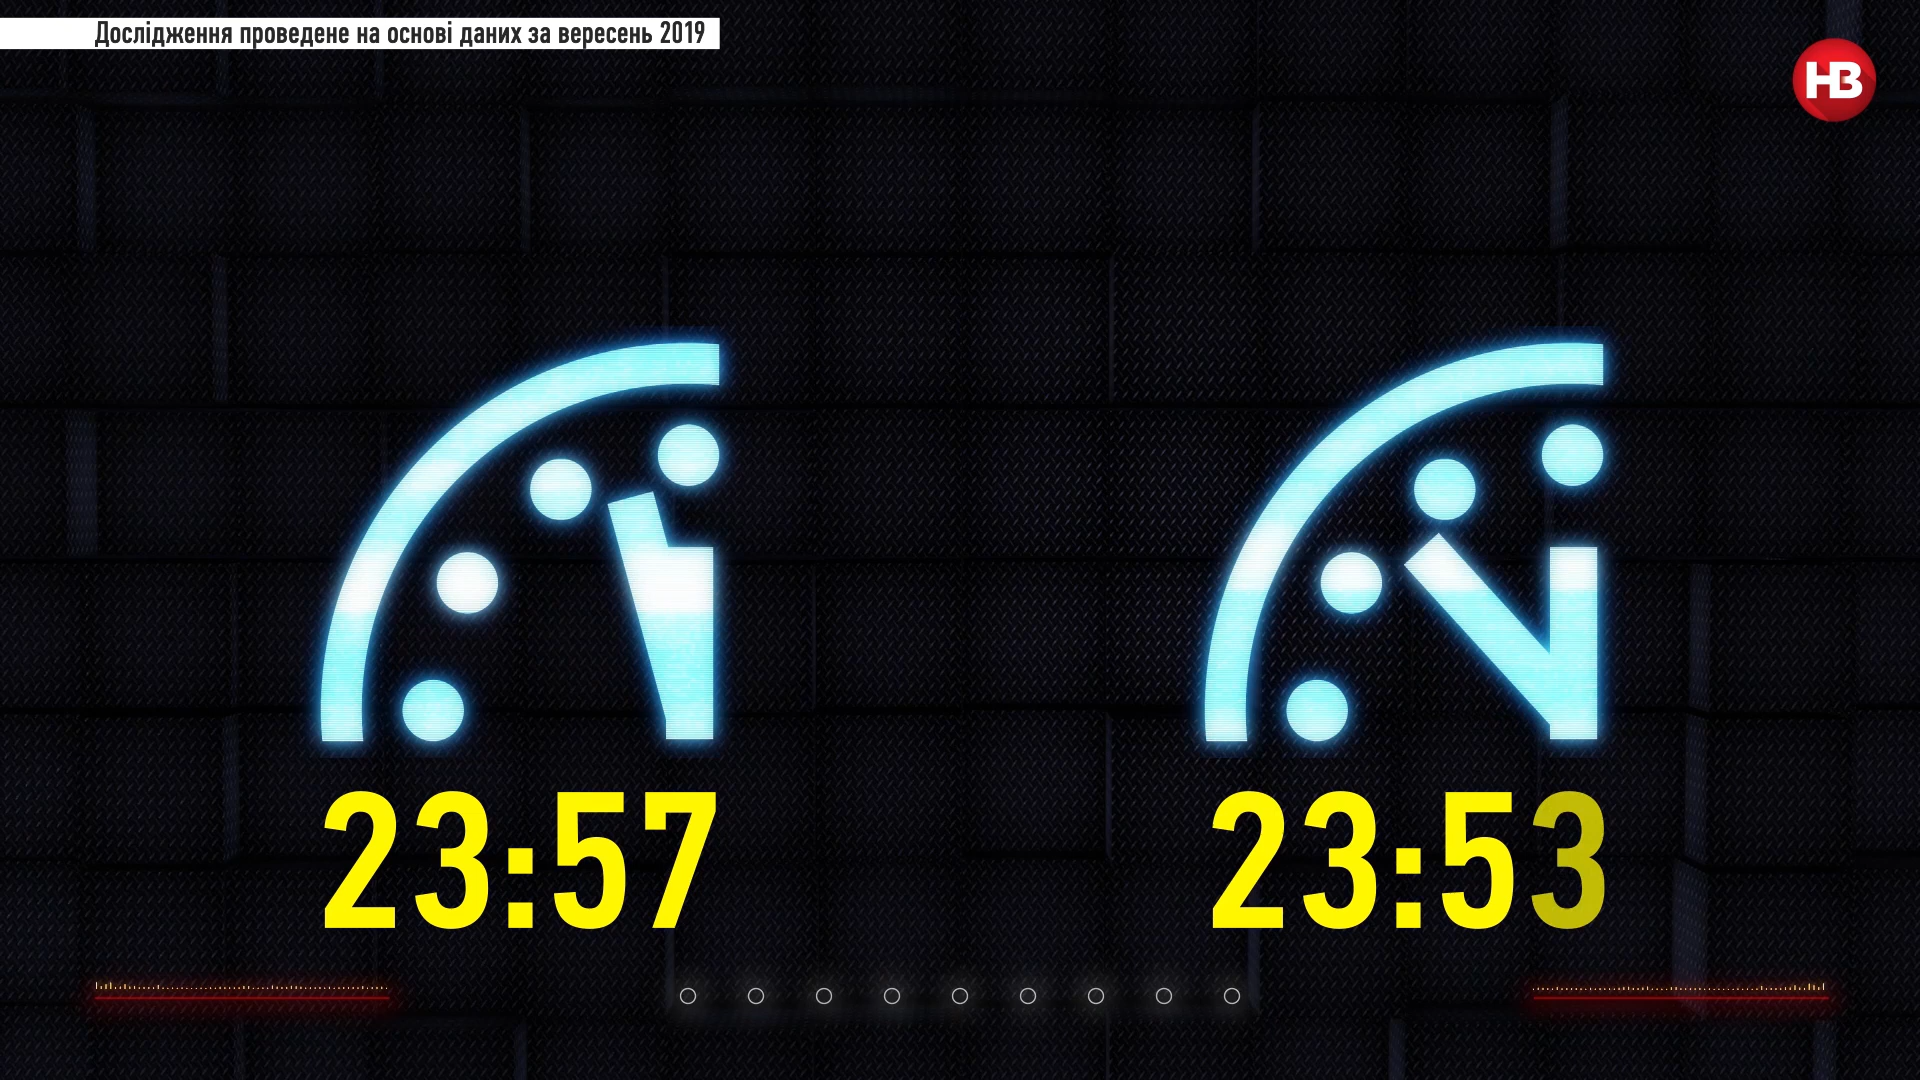 Дослідження проведене на основі даних за вересень 2019
НВ
23:57
23:53